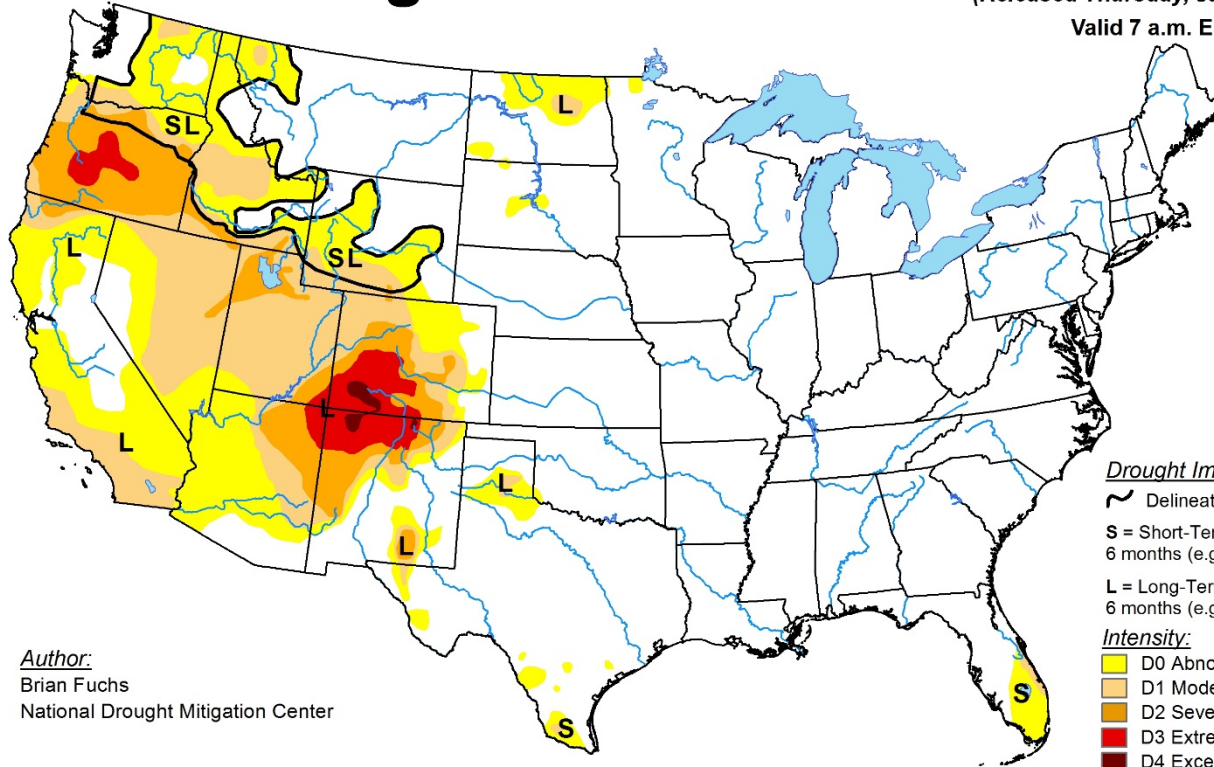 Valid 7 a.m. E
L
SL
L
SL
L
L
L
L
S
S
Author:
Brian Fuchs
National Drought Mitigation Center
Drought Im
Delineat
S = Short-Ter
6 months (e.g
L = Long-Ter
6 months (e.g
Intensity:
D0 Abno
D1 Mode
D2 Seve
D3 Extre
D4 Exce